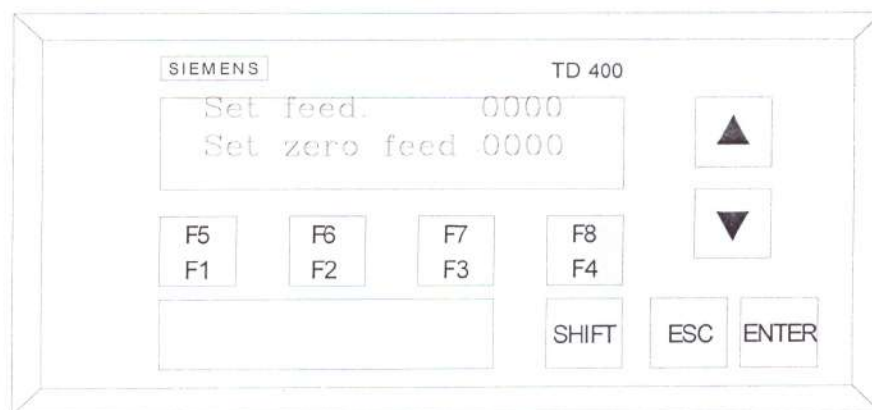 SIEMENS TD 400
Set feed. 0000
Set zero feed .0000
F5 F6 F7 F8
F1 F2 F3 F4
SHIFT ESC ENTER